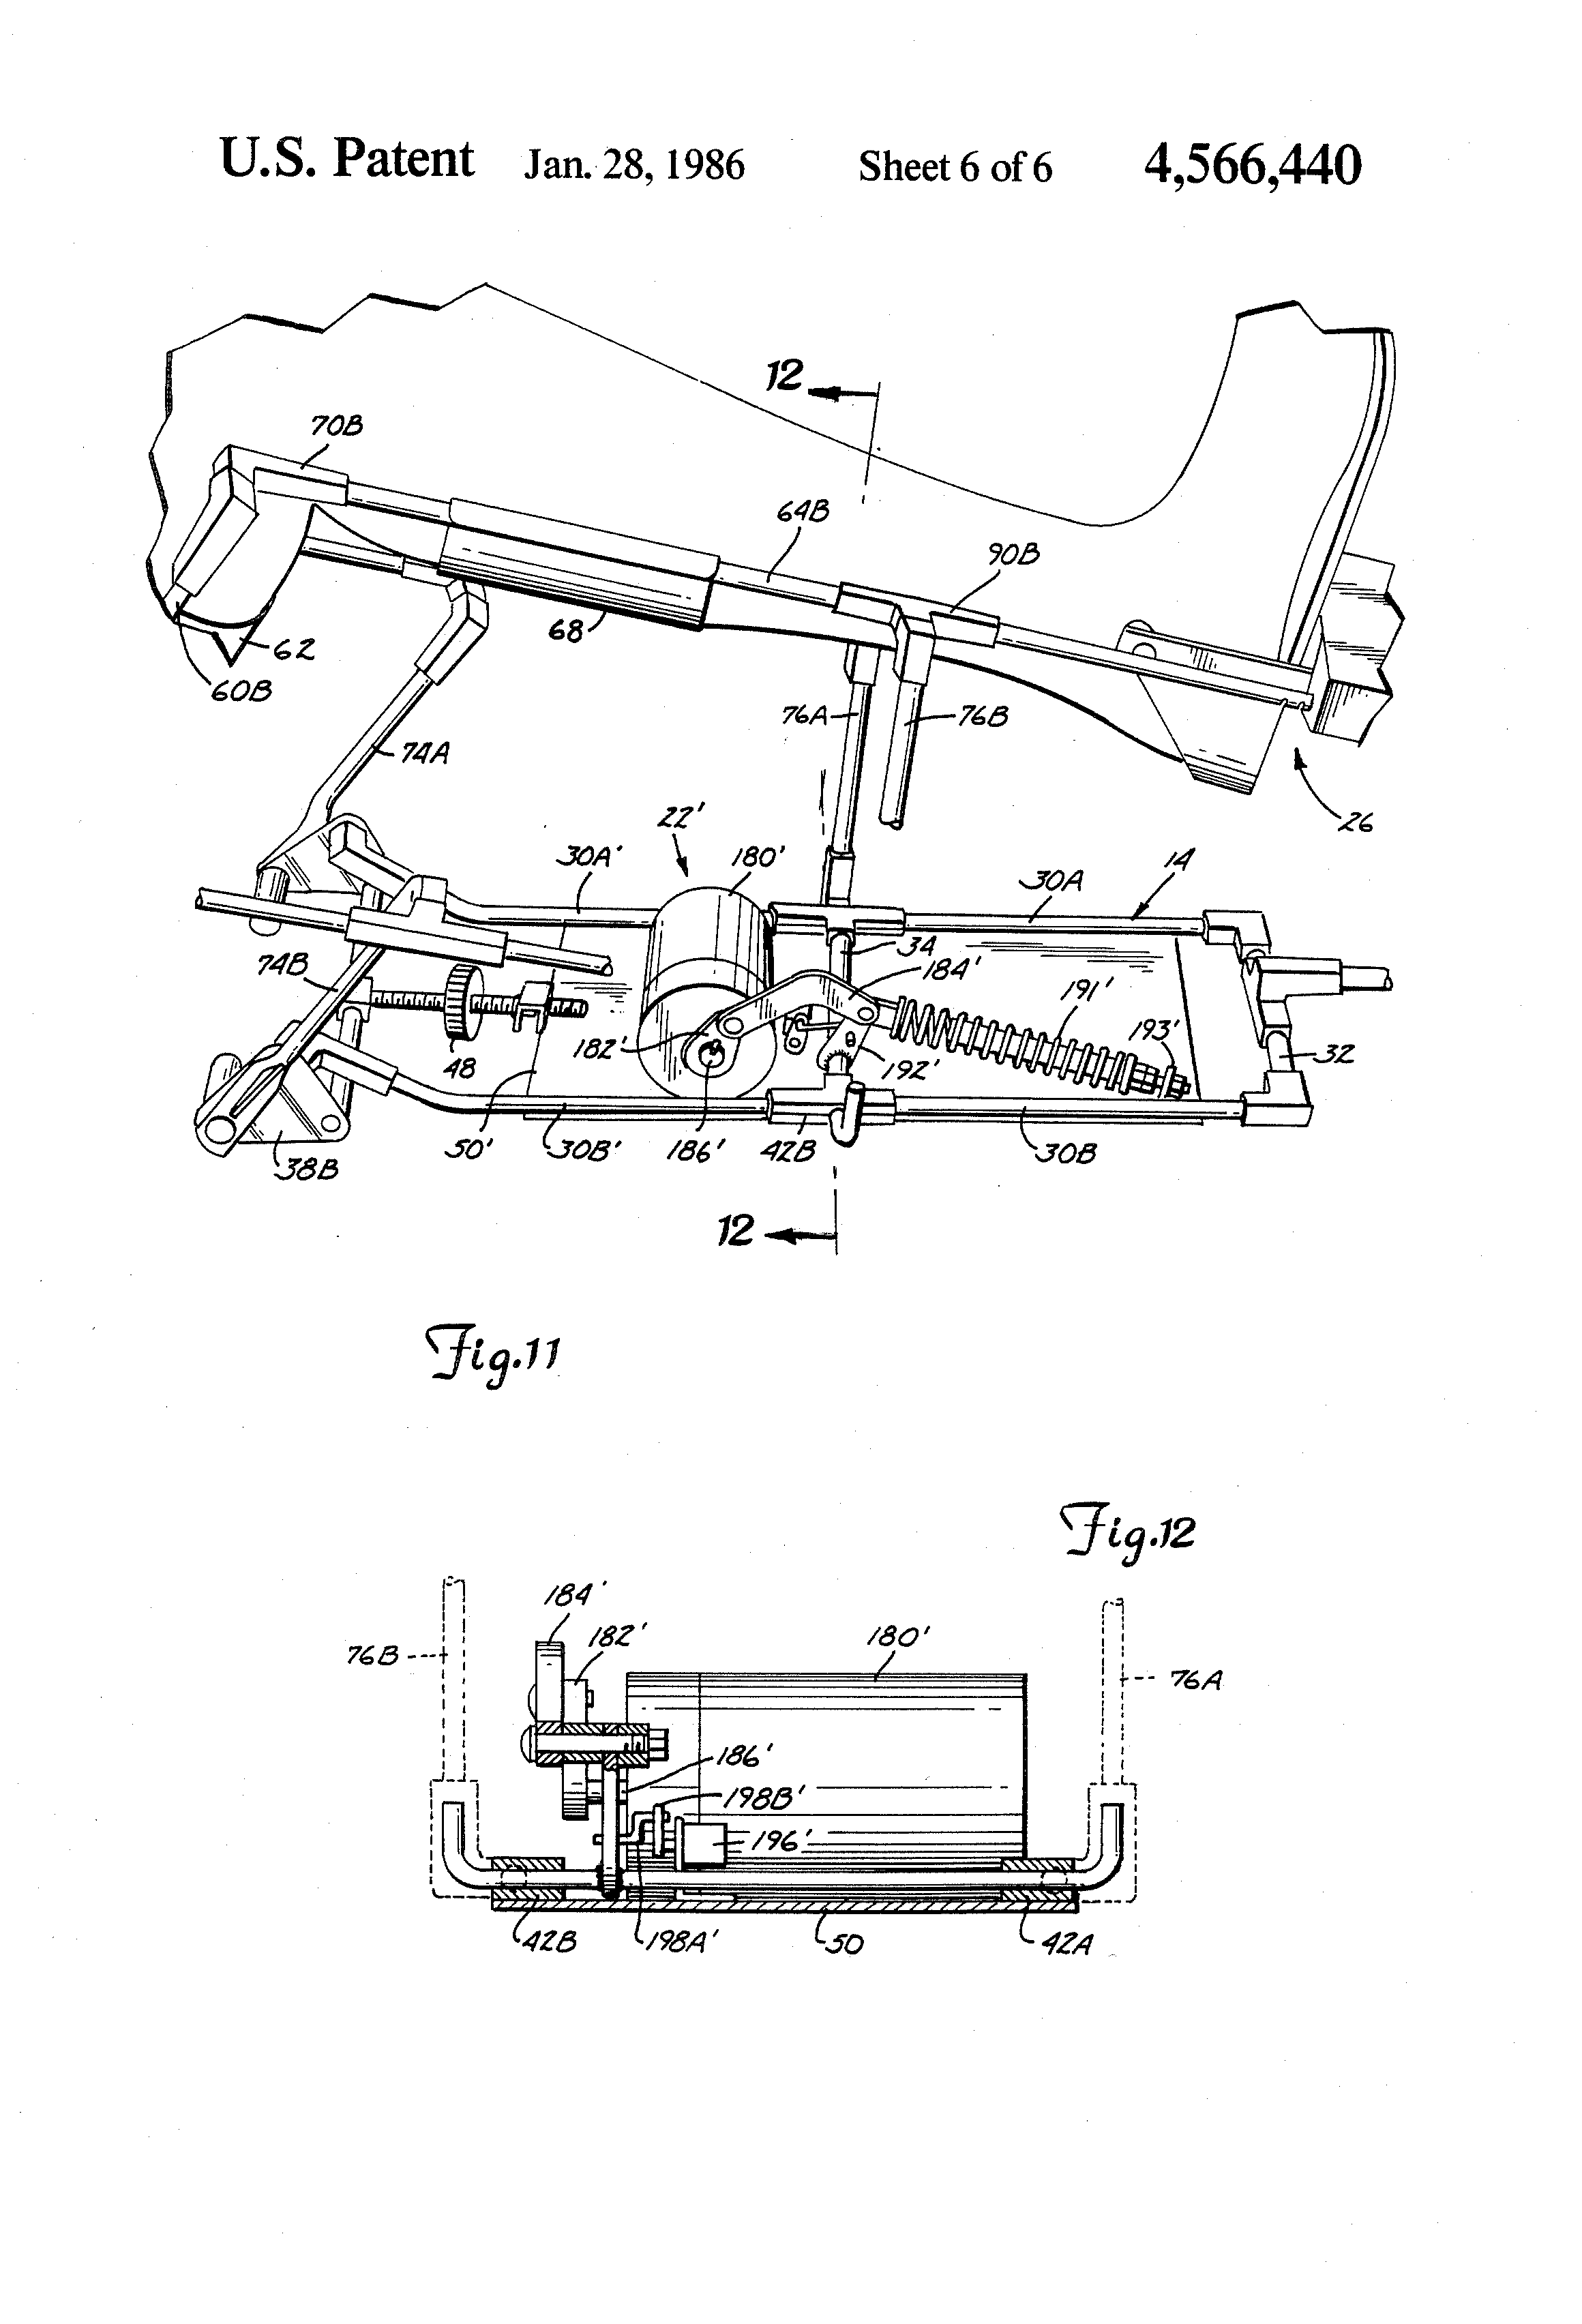 U.S. Patent Jan. 28, 1986 Sheet 6 of 6 4,566,440
12
70B
64B
90B
68
62
60B
76A
76B
74A
26
22'
180'
30A'
30A
14
34
184'
74B
191'
193'
182'
48
192'
32
50'
30B'
186'
42B
30B
38B
12
Fig.11
Fig.12
184'
182'
180'
76B
76A
186'
198B'
196'
42B
198A'
50
42A